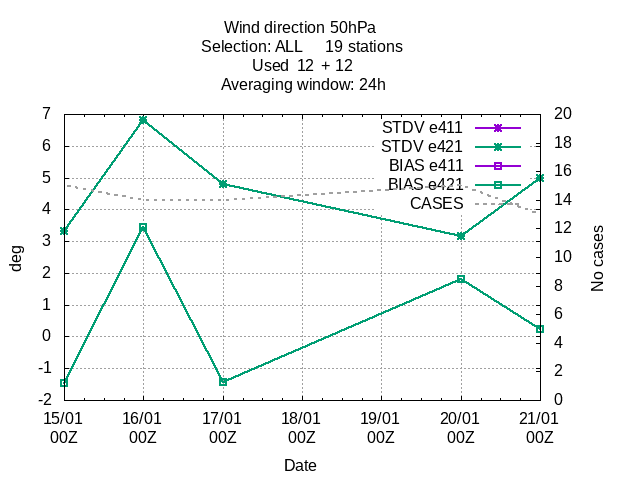 Wind direction 50hPa
Selection: ALL     19 stations
Used  12  + 12
Averaging window: 24h
7
6
5
4
3
2
1
0
-1
-2
deg
20
18
16
14
12
10
8
6
4
2
0
No cases
STDV e411
STDV e421
BIAS e411
BIAS e421
CASES
15/01 16/01 17/01 18/01 19/01 20/01 21/01
00Z 00Z 00Z 00Z 00Z 00Z 00Z
Date